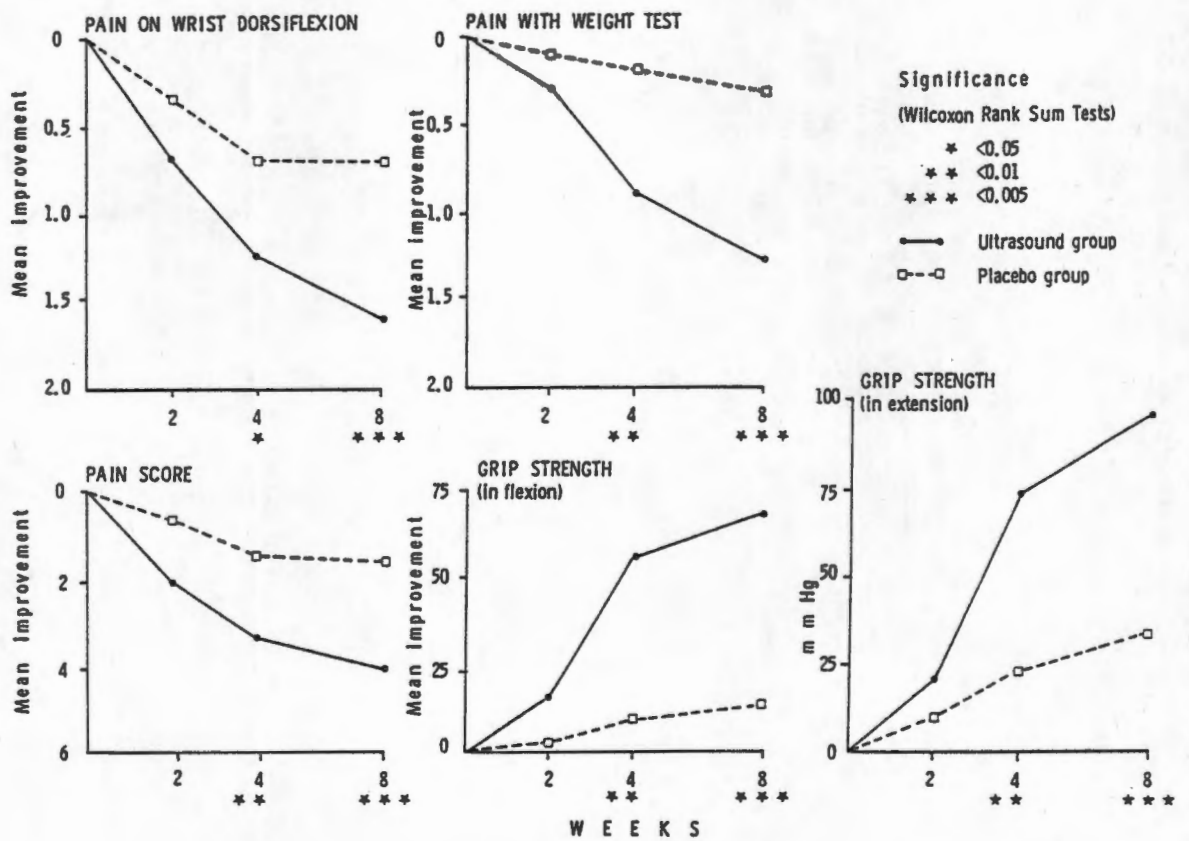 PAIN ON WRIST DORSIFLEXION
Mean improvement
0
0.5
1.0
1.5
2.0
2 4 8
* ***
PAIN WITH WEIGHT TEST
Mean improvement
0
0.5
1.0
1.5
2.0
2 4 8
** ***
Significance
(Wilcoxon Rank Sum Tests)
* <0.05
** <0.01
*** <0.005
Ultrasound group
Placebo group
PAIN SCORE
Mean improvement
0
2
4
6
2 4 8
** ***
GRIP STRENGTH
(in flexion)
Mean improvement
75
50
25
0
2 4 8
** ***
GRIP STRENGTH
(in extension)
mm Hg
100
75
50
25
0
2 4 8
** ***
WEEKS